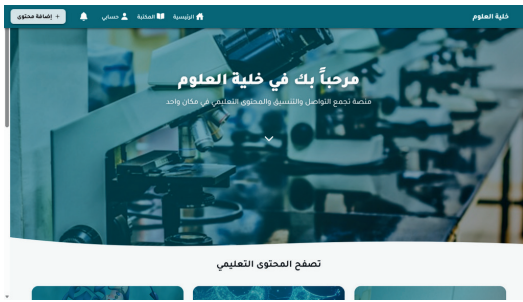 خلية العلوم
الرئيسية
المكتبة
حسابي
+ إضافة محتوى
مرحباً بك في خلية العلوم
منصة تجمع التواصل والتنسيق والمحتوى التعليمي في مكان واحد
تصفح المحتوى التعليمي